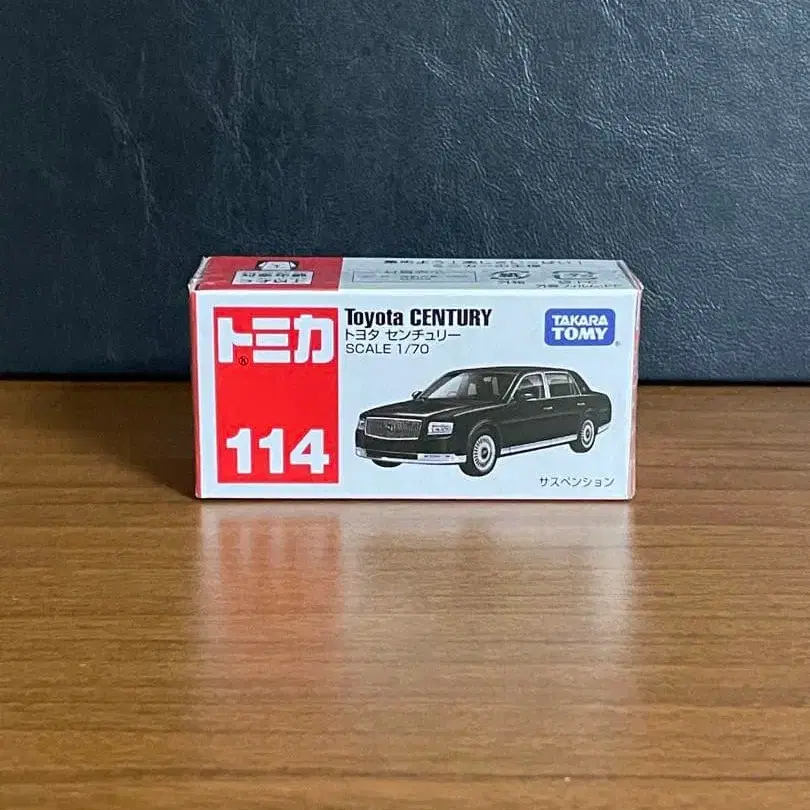 トミカ®
114
Toyota CENTURY
トヨタ センチュリー
SCALE 1/70
TAKARA
TOMY®
サスペンション